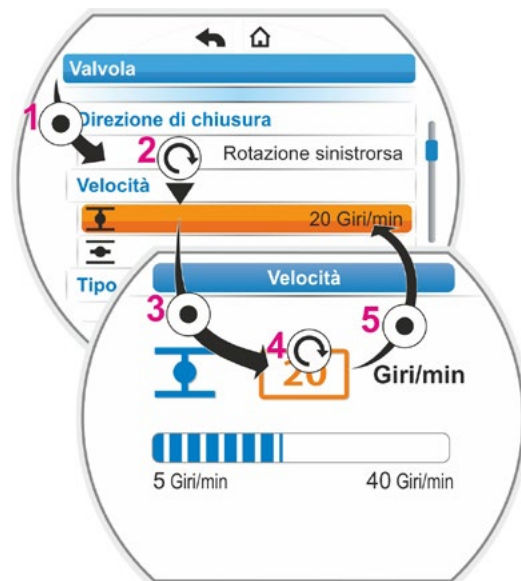 Valvola
Direzione di chiusura
1
2
Rotazione sinistrorsa
Velocità
20 Giri/min
Tipo
Velocità
3
4
5
20
Giri/min
5 Giri/min
40 Giri/min